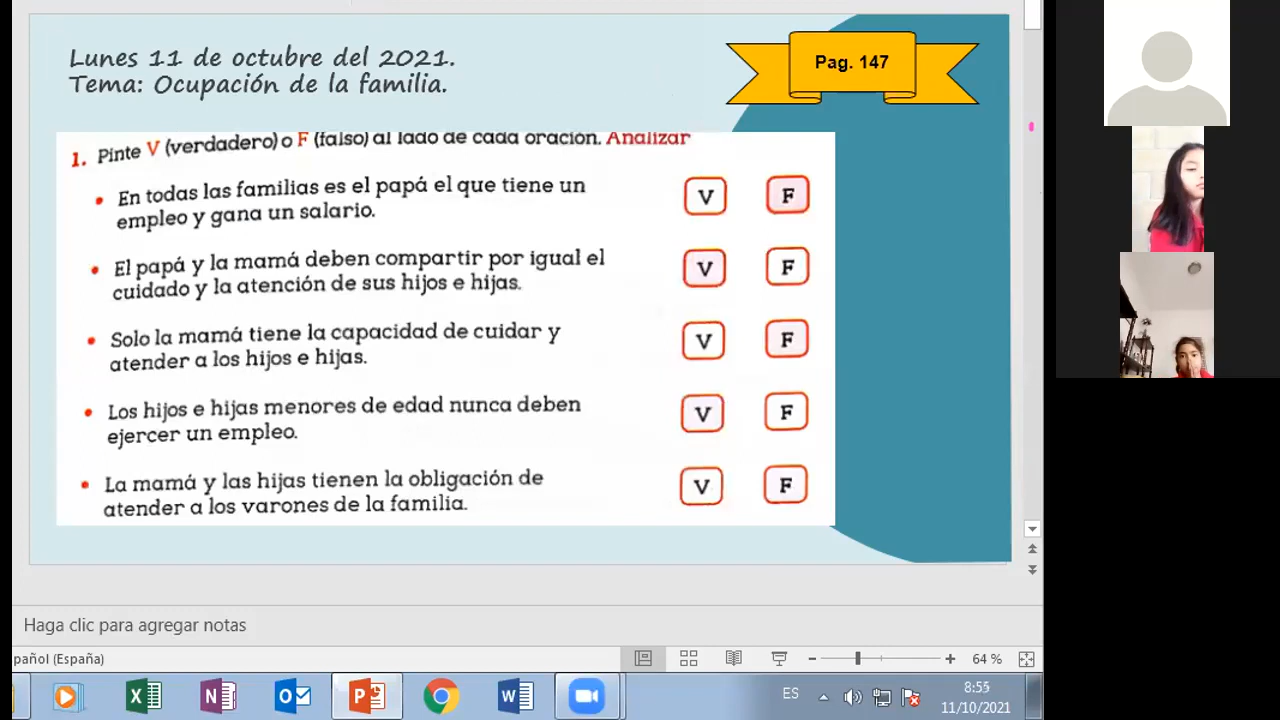 Lunes 11 de octubre del 2021.
Tema: Ocupación de la familia.
Pag. 147
1. Pinte V (verdadero) o F (falso) al lado de cada oración. Analizar
• En todas las familias es el papá el que tiene un
empleo y gana un salario.
V F
• El papá y la mamá deben compartir por igual el
cuidado y la atención de sus hijos e hijas.
V F
• Solo la mamá tiene la capacidad de cuidar y
atender a los hijos e hijas.
V F
• Los hijos e hijas menores de edad nunca deben
ejercer un empleo.
V F
• La mamá y las hijas tienen la obligación de
atender a los varones de la familia.
V F
Haga clic para agregar notas
pañol (España)
64 %
ES
8:55
11/10/2021